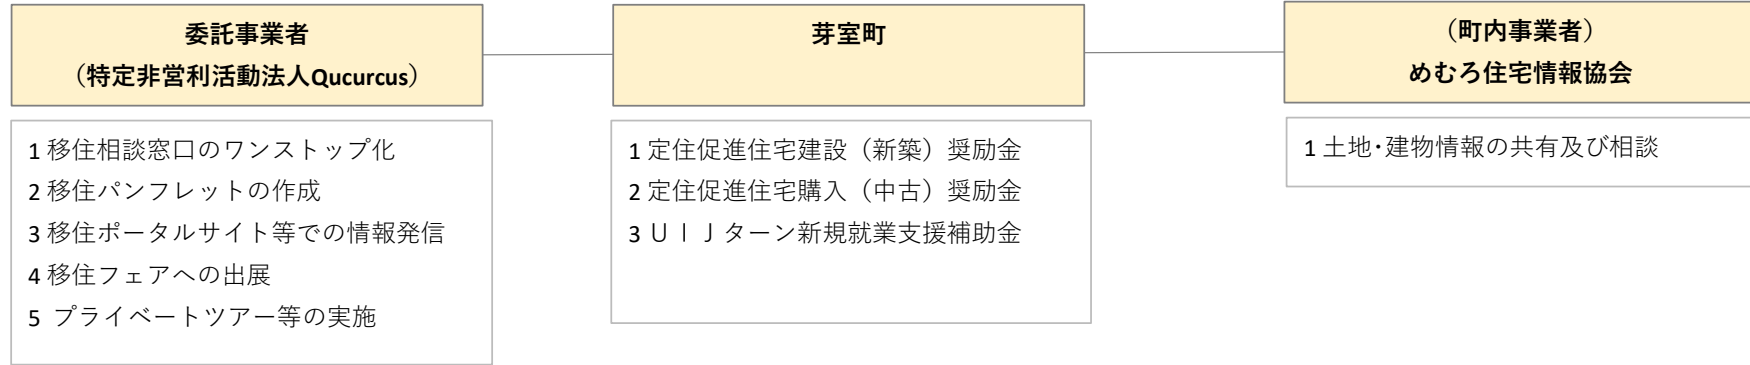 委託事業者
（特定非営利活動法人Qucurcus）
1 移住相談窓口のワンストップ化
2 移住パンフレットの作成
3 移住ポータルサイト等での情報発信
4 移住フェアへの出展
5 プライベートツアー等の実施
芽室町
1 定住促進住宅建設（新築）奨励金
2 定住促進住宅購入（中古）奨励金
3 ＵＩＪターン新規就業支援補助金
（町内事業者）
めむろ住宅情報協会
1 土地･建物情報の共有及び相談